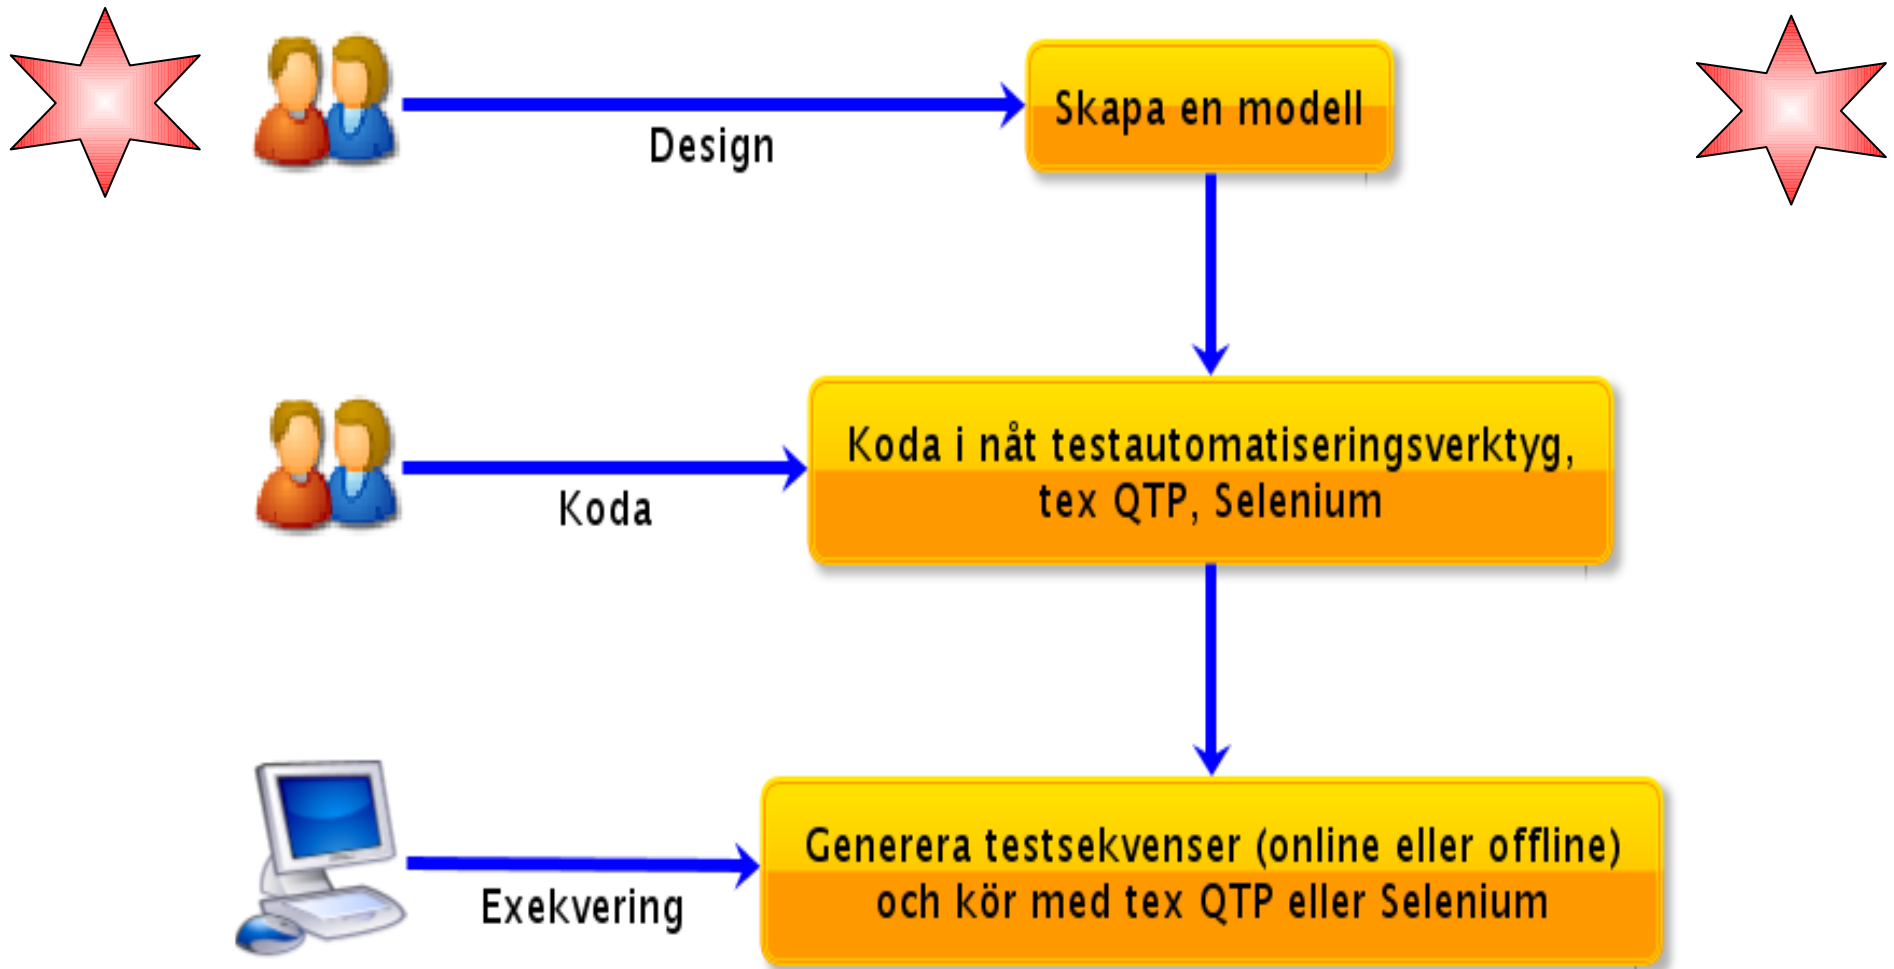 Design
Skapa en modell
Koda
Koda i nåt testautomatiseringsverktyg,
tex QTP, Selenium
Exekvering
Generera testsekvenser (online eller offline)
och kör med tex QTP eller Selenium